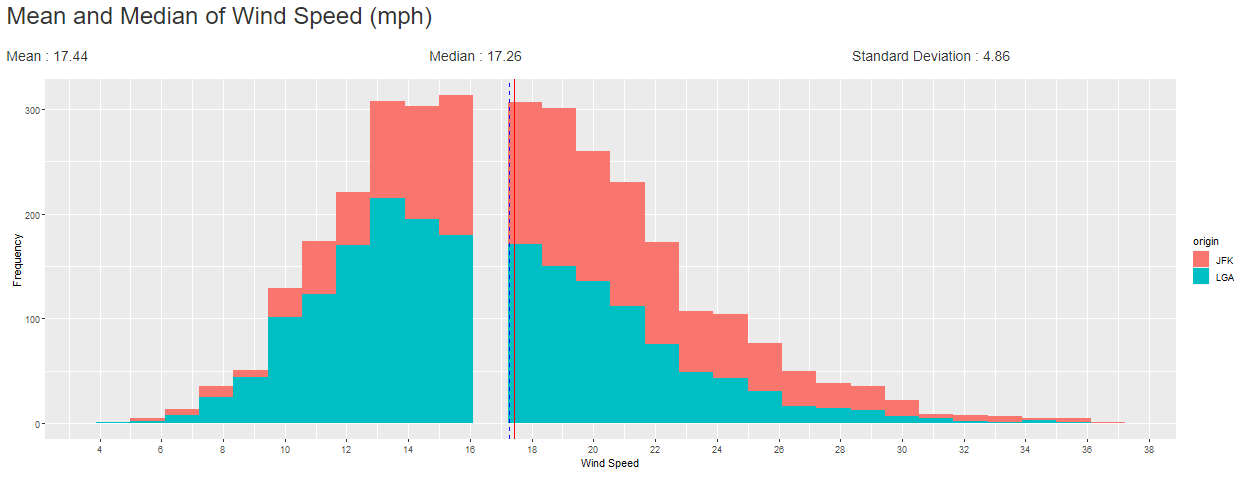 Mean and Median of Wind Speed (mph)
Mean : 17.44 Median : 17.26 Standard Deviation : 4.86
300
200
100
0
Frequency
4 6 8 10 12 14 16 18 20 22 24 26 28 30 32 34 36 38
Wind Speed
origin
JFK
LGA